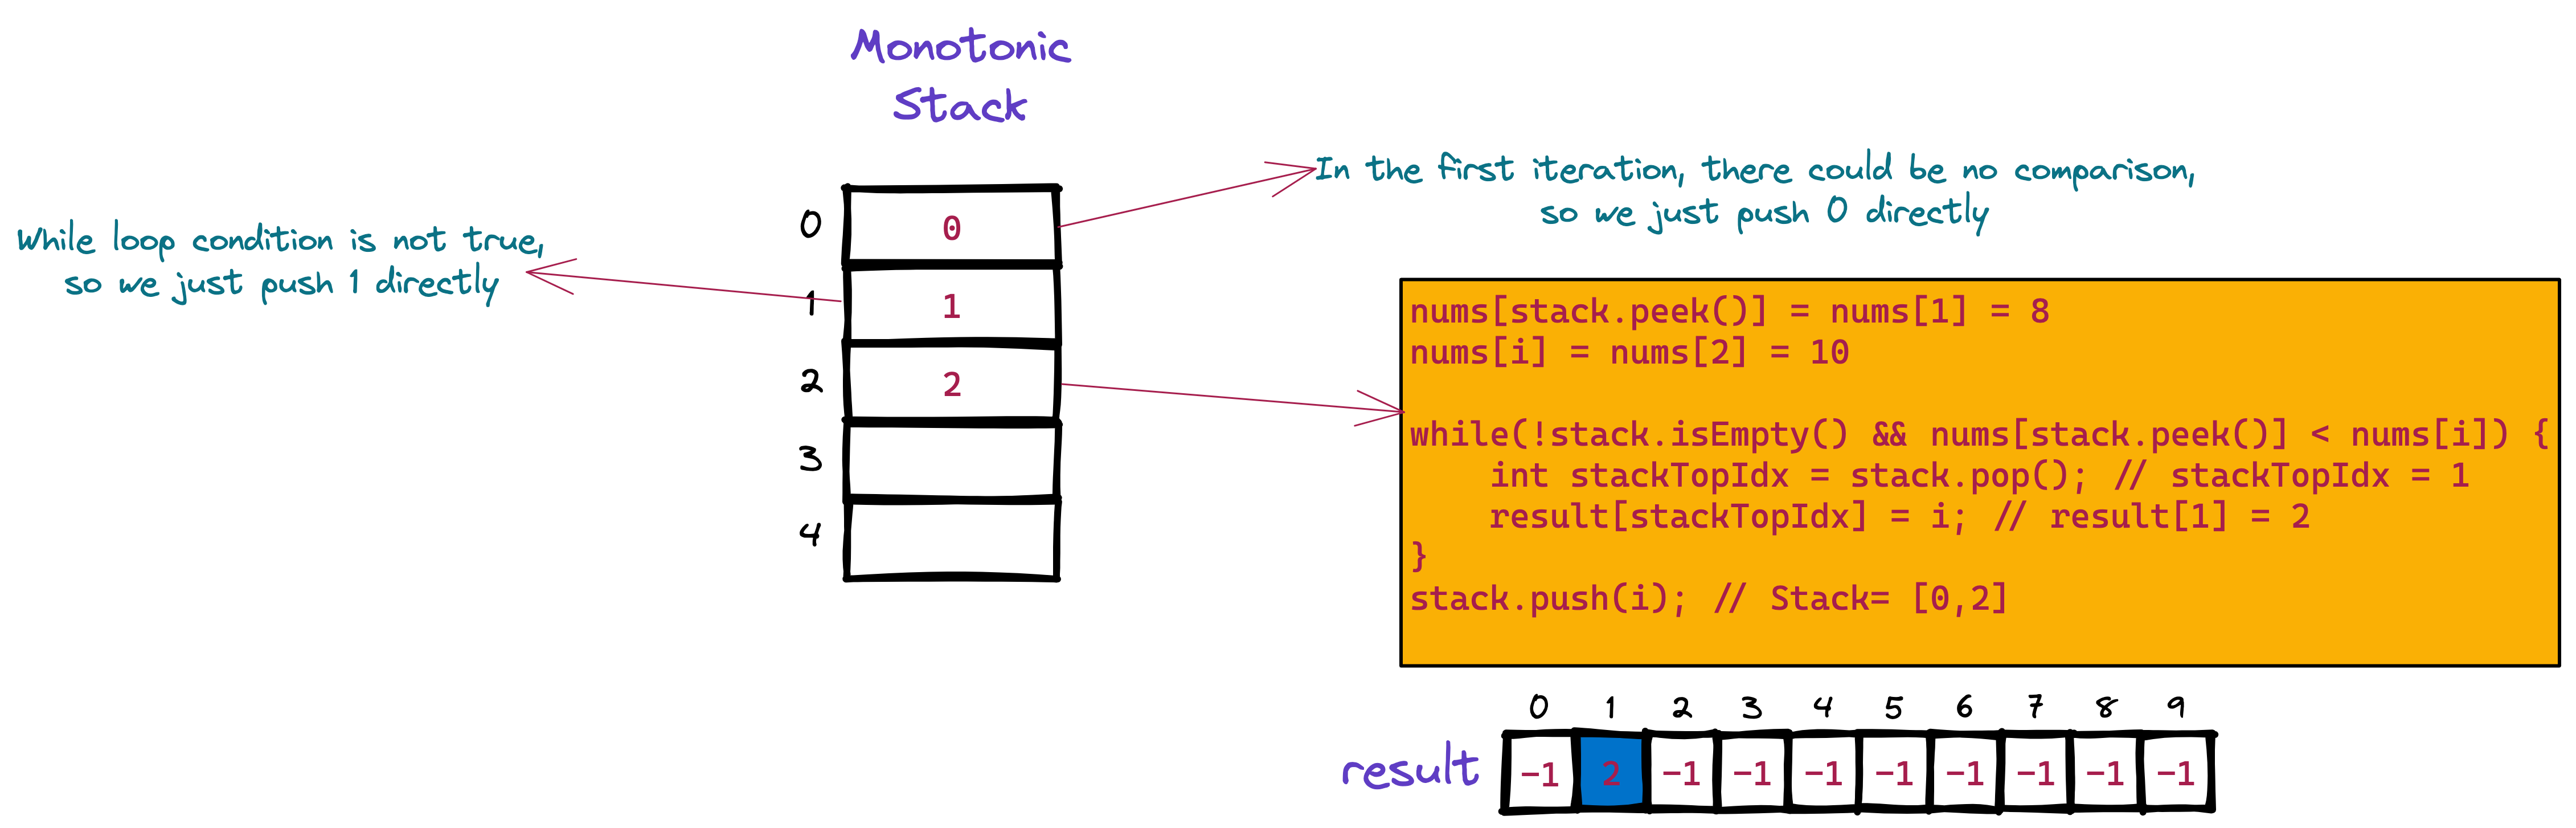 Monotonic
Stack
In the first iteration, there could be no comparison,
so we just push 0 directly
While loop condition is not true,
so we just push 1 directly
0
0
1
1
2
2
3
4
nums[stack.peek()] = nums[1] = 8
nums[i] = nums[2] = 10
while(!stack.isEmpty() && nums[stack.peek()] < nums[i]) {
int stackTopIdx = stack.pop(); // stackTopIdx = 1
result[stackTopIdx] = i; // result[1] = 2
}
stack.push(i); // Stack= [0,2]
0 1 2 3 4 5 6 7 8 9
result -1 2 -1 -1 -1 -1 -1 -1 -1 -1